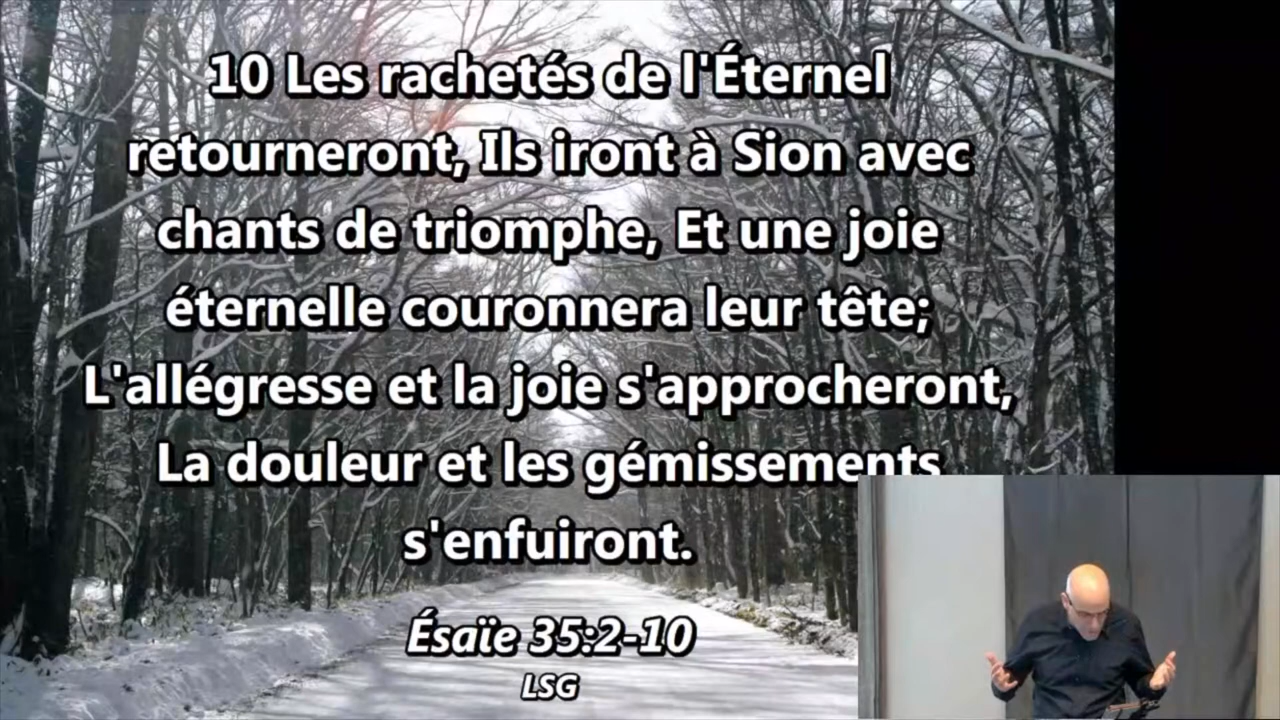 10 Les rachetés de l'Éternel
retourneront, Ils iront à Sion avec
chants de triomphe, Et une joie
éternelle couronnera leur tête;
L'allégresse et la joie s'approcheront,
La douleur et les gémissements
s'enfuiront.
Ésaïe 35:2-10
LSG